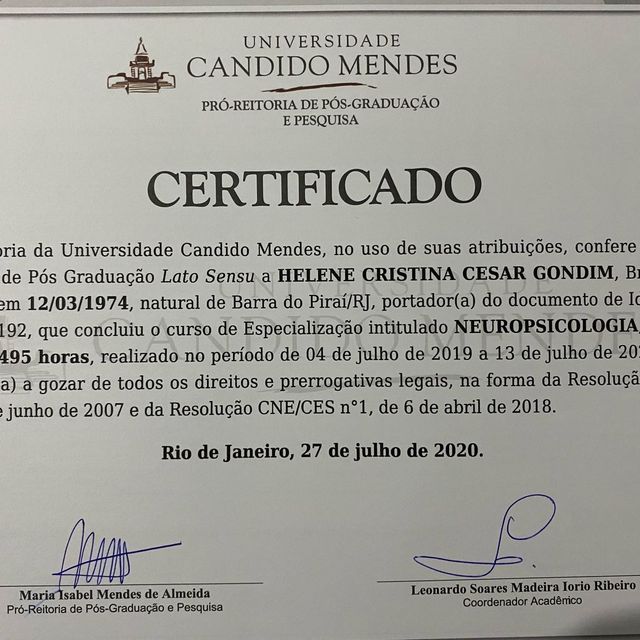 UNIVERSIDADE
CANDIDO MENDES
PRÓ-REITORIA DE PÓS-GRADUAÇÃO
E PESQUISA
CERTIFICADO
oria da Universidade Candido Mendes, no uso de suas atribuições, confere
de Pós Graduação Lato Sensu a HELENE CRISTINA CESAR GONDIM, Br
em 12/03/1974, natural de Barra do Piraí/RJ, portador(a) do documento de Id
192, que concluiu o curso de Especialização intitulado NEUROPSICOLOGIA,
495 horas, realizado no período de 04 de julho de 2019 a 13 de julho de 20
a) a gozar de todos os direitos e prerrogativas legais, na forma da Resolução
e junho de 2007 e da Resolução CNE/CES n°1, de 6 de abril de 2018.
Rio de Janeiro, 27 de julho de 2020.
Maria Isabel Mendes de Almeida
Pró-Reitoria de Pós-Graduação e Pesquisa
Leonardo Soares Madeira Iorio Ribeiro
Coordenador Acadêmico